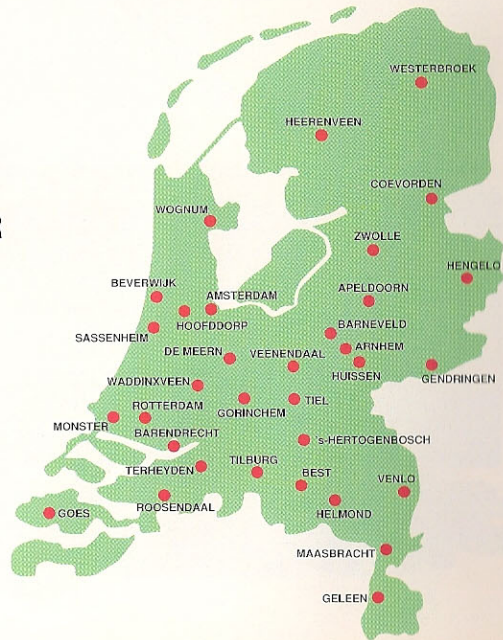 WESTERBROEK
HEERENVEEN
COEVORDEN
WOGNUM
ZWOLLE
HENGELO
BEVERWIJK
AMSTERDAM
APELDOORN
HOOFDDORP
SASSENHEIM
BARNEVELD
DE MEERN
VEENENDAAL
ARNHEM
HUISSEN
GENDRINGEN
WADDINXVEEN
ROTTERDAM
GORINCHEM
TIEL
MONSTER
BARENDRECHT
's-HERTOGENBOSCH
TERHEYDEN
TILBURG
BEST
VENLO
GOES
ROOSENDAAL
HELMOND
MAASBRACHT
GELEEN